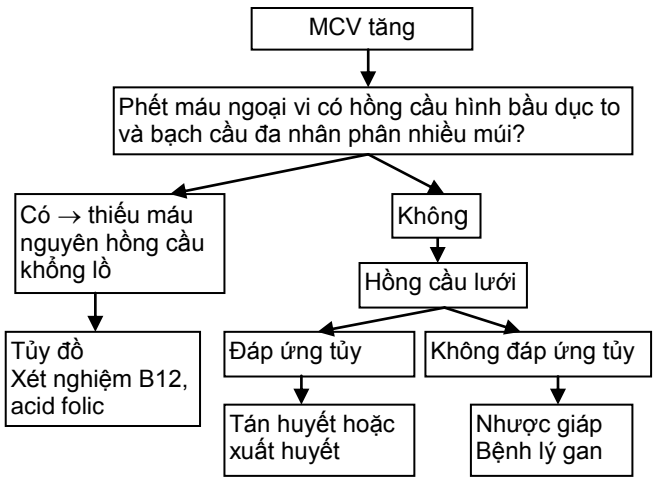 MCV tăng
Phết máu ngoại vi có hồng cầu hình bầu dục to
và bạch cầu đa nhân phân nhiều múi?
Có → thiếu máu
nguyên hồng cầu
khổng lồ
Không
Hồng cầu lưới
Tủy đồ
Xét nghiệm B12,
acid folic
Đáp ứng tủy
Không đáp ứng tủy
Tán huyết hoặc
xuất huyết
Nhược giáp
Bệnh lý gan